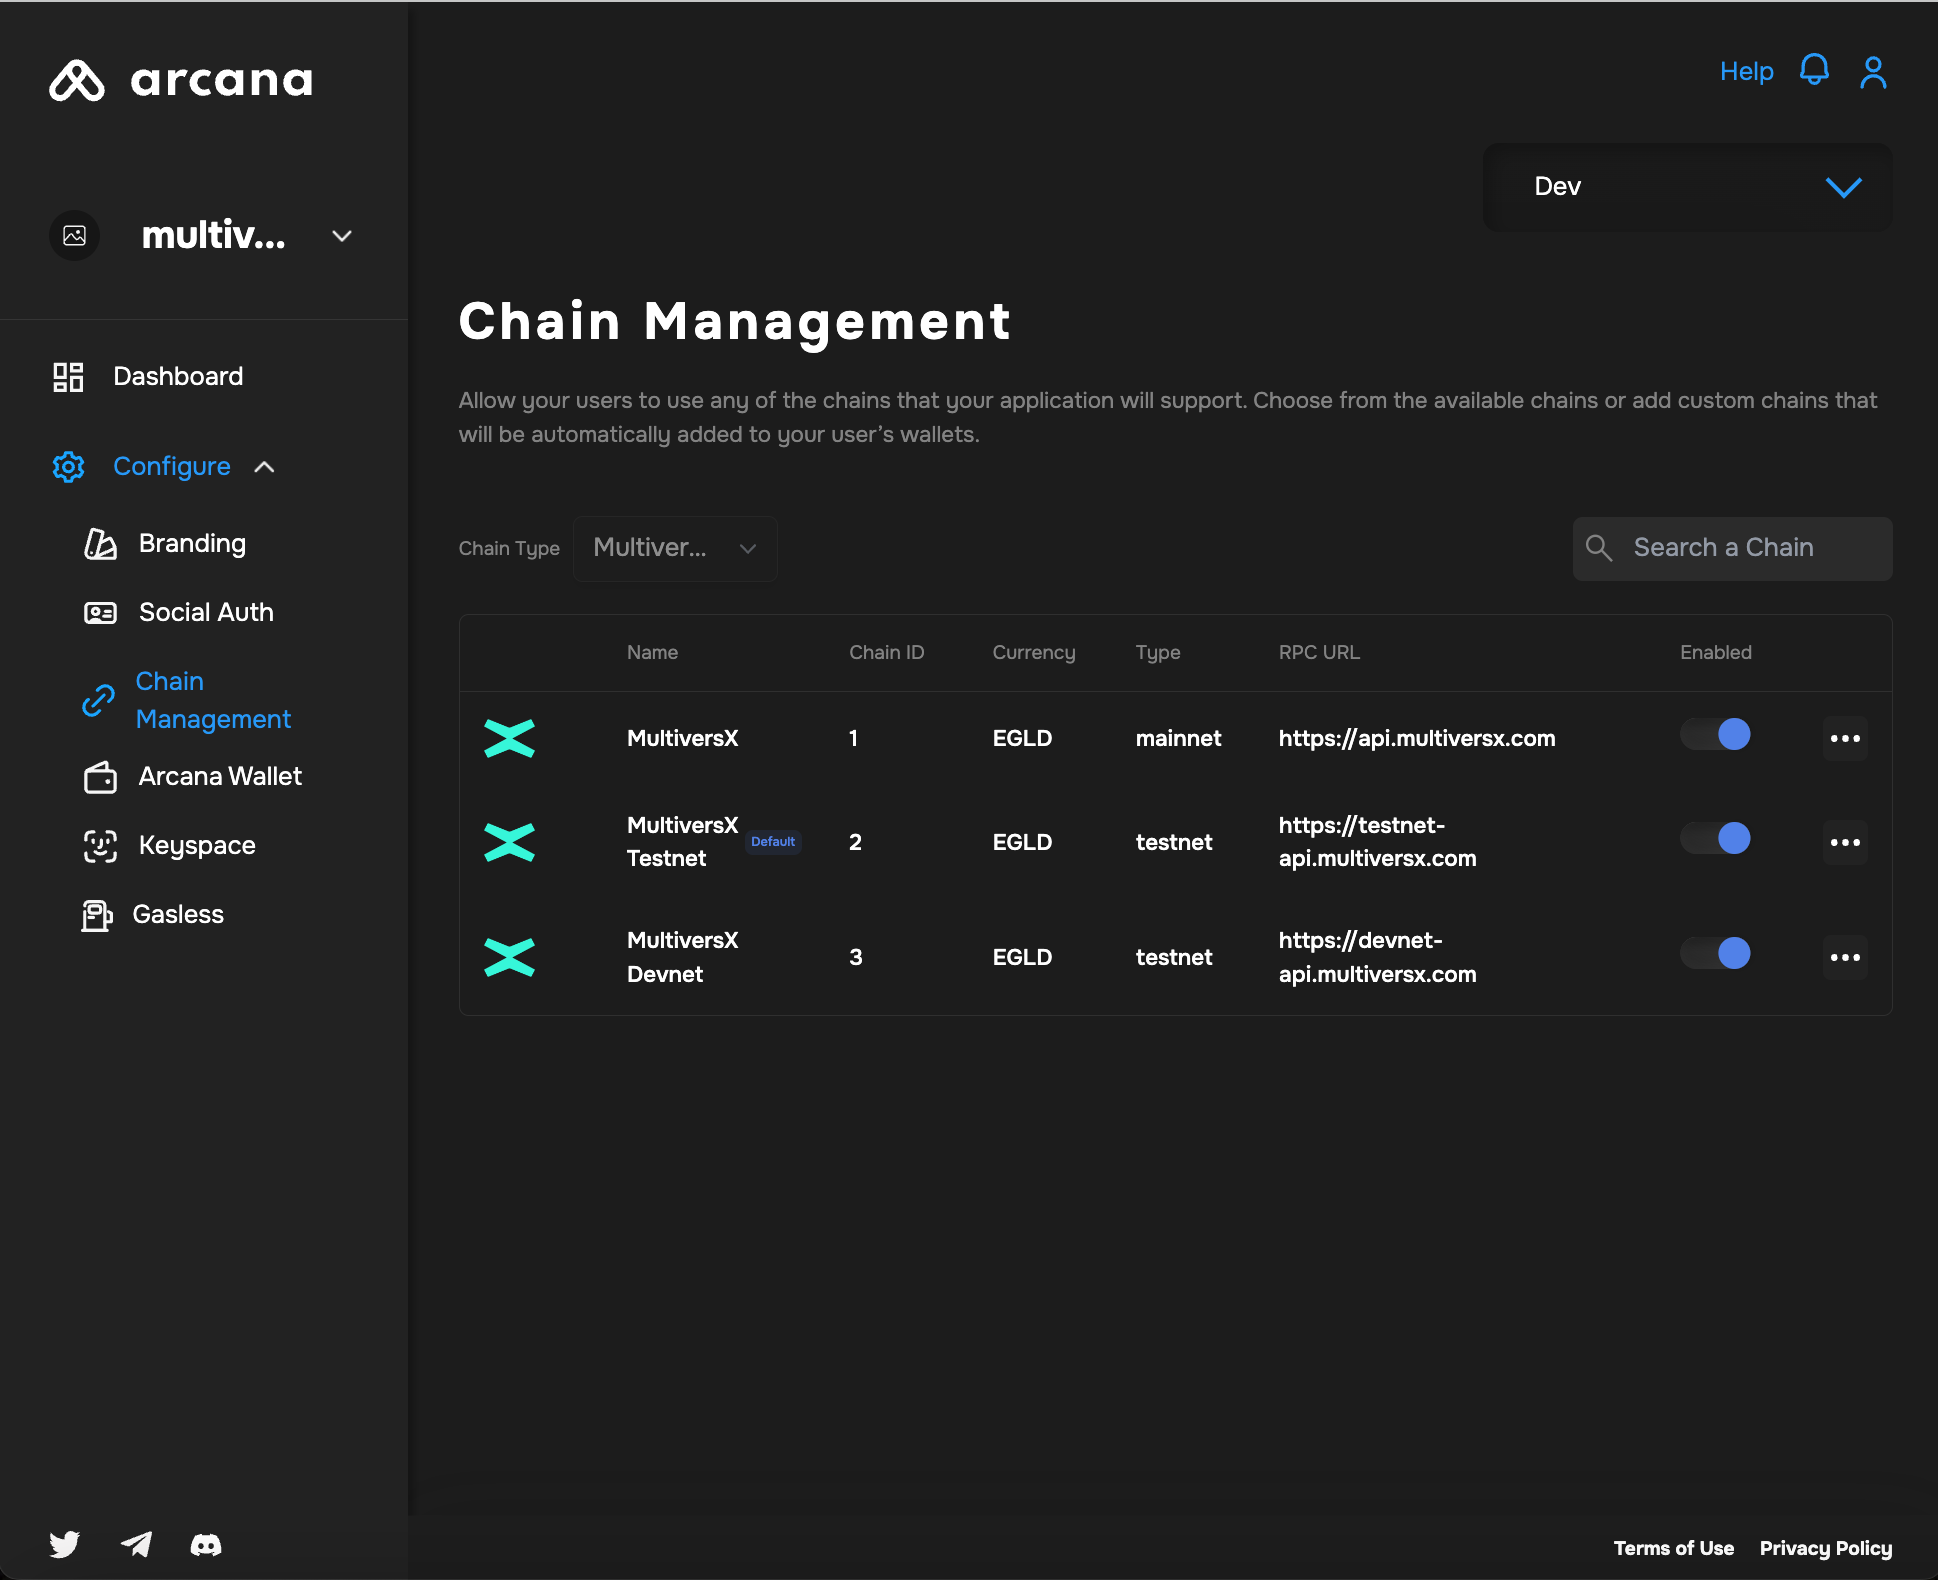 arcana
Help
Dev
multiv...
Chain Management
Allow your users to use any of the chains that your application will support. Choose from the available chains or add custom chains that
will be automatically added to your user’s wallets.
Dashboard
Configure
Branding
Social Auth
Chain
Management
Arcana Wallet
Keyspace
Gasless
Chain Type
Multiver...
Search a Chain
Name Chain ID Currency Type RPC URL Enabled
MultiversX 1 EGLD mainnet https://api.multiversx.com
MultiversX
Testnet
Default
2 EGLD testnet
https://testnet-
api.multiversx.com
MultiversX
Devnet
3 EGLD testnet
https://devnet-
api.multiversx.com
Terms of Use Privacy Policy